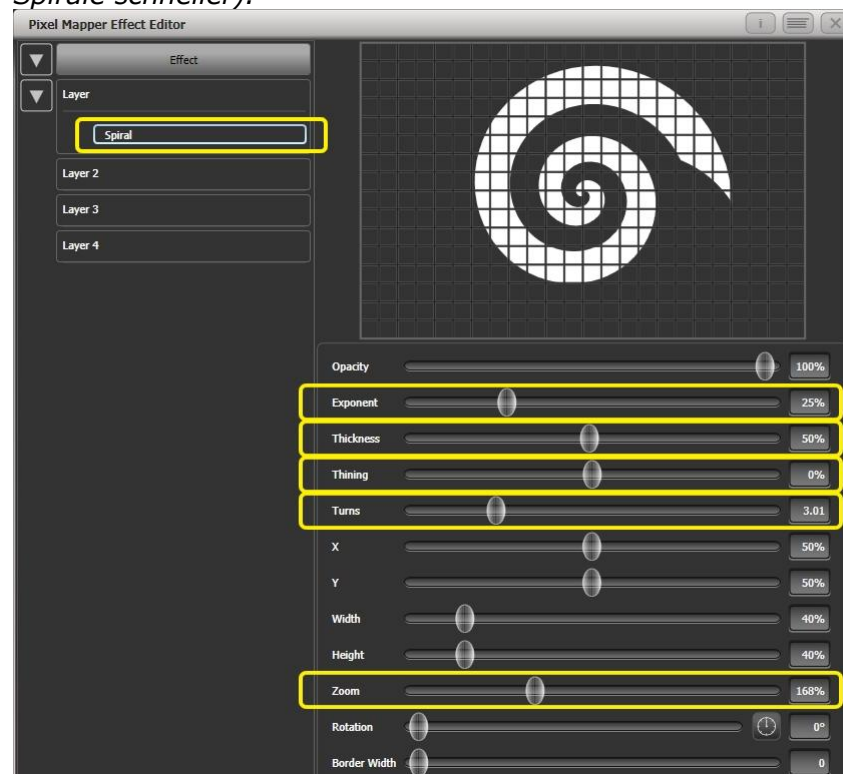 Spirale schneller).
Pixel Mapper Effect Editor
i
Effect
Layer
Spiral
Layer 2
Layer 3
Layer 4
Opacity 100%
Exponent 25%
Thickness 50%
Thining 0%
Turns 3.01
X 50%
Y 50%
Width 40%
Height 40%
Zoom 168%
Rotation 0°
Border Width 0